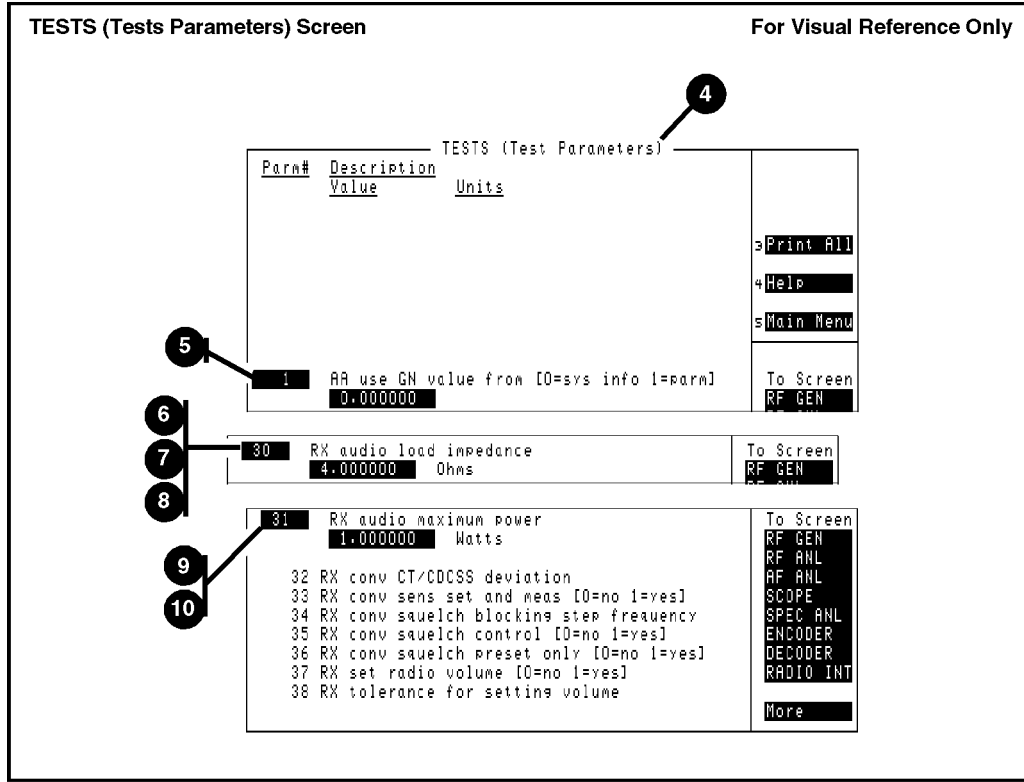 TESTS (Tests Parameters) Screen
For Visual Reference Only
4
TESTS (Test Parameters)
Parm# Description
Value Units
3 Print All
4 Help
5 Main Menu
5
1 AA use GN value from [0=sys info 1=parm]
0.000000
To Screen
RF GEN
6
7
8
30 RX audio load impedance
4.000000 Ohms
To Screen
RF GEN
9
10
31 RX audio maximum power
1.000000 Watts
32 RX conv CT/CDCSS deviation
33 RX conv sens set and meas [0=no 1=yes]
34 RX conv squelch blocking step frequency
35 RX conv squelch control [0=no 1=yes]
36 RX conv squelch preset only [0=no 1=yes]
37 RX set radio volume [0=no 1=yes]
38 RX tolerance for setting volume
To Screen
RF GEN
RF ANL
AF ANL
SCOPE
SPEC ANL
ENCODER
DECODER
RADIO INT
More